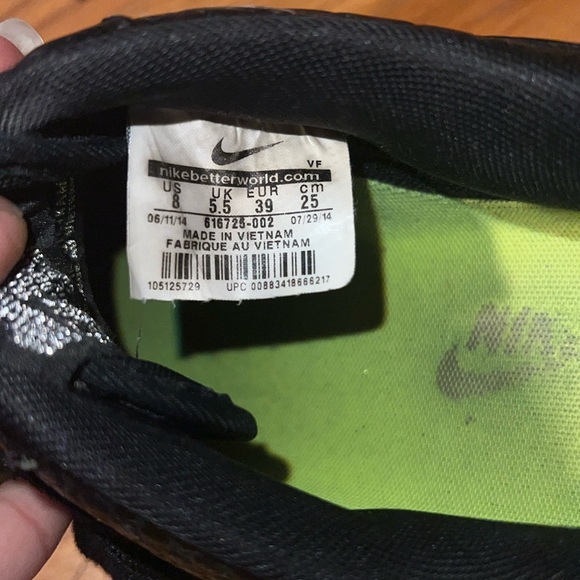 nikebetterworld.com VF
US UK EUR cm
8 5.5 39 25
06/11/14 616725-002 07/29/14
MADE IN VIETNAM
FABRIQUE AU VIETNAM
105125729 UPC 00883418666217